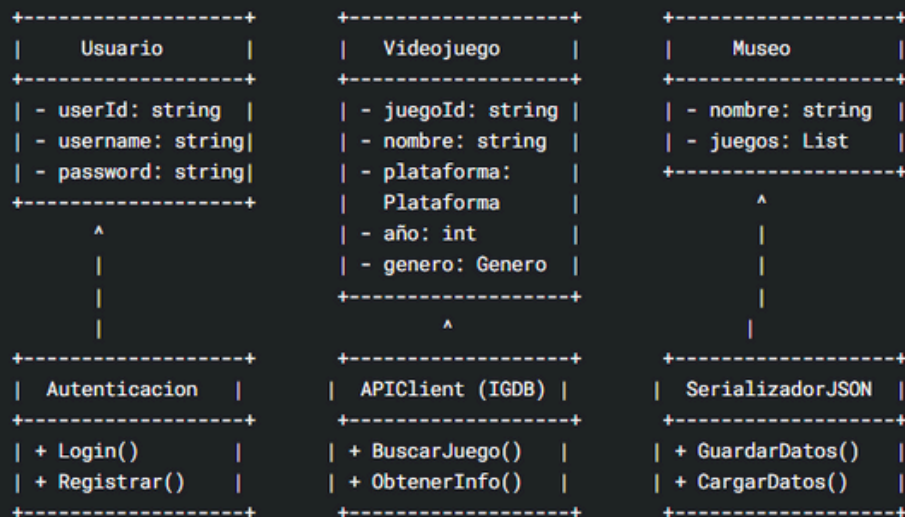 +-------------------+ +-------------------+ +-------------------+
| Usuario | | Videojuego | | Museo |
+-------------------+ +-------------------+ +-------------------+
| - userId: string | | - juegoId: string | | - nombre: string |
| - username: string| | - nombre: string | | - juegos: List |
| - password: string| | - plataforma: | +-------------------+
+-------------------+ | Plataforma | ^
^ | - año: int | |
| | - genero: Genero | |
| +-------------------+ |
| ^ |
+-------------------+ +-------------------+ +-------------------+
| Autenticacion | | APIClient (IGDB) | | SerializadorJSON |
+-------------------+ +-------------------+ +-------------------+
| + Login() | | + BuscarJuego() | | + GuardarDatos() |
| + Registrar() | | + ObtenerInfo() | | + CargarDatos() |
+-------------------+ +-------------------+ +-------------------+